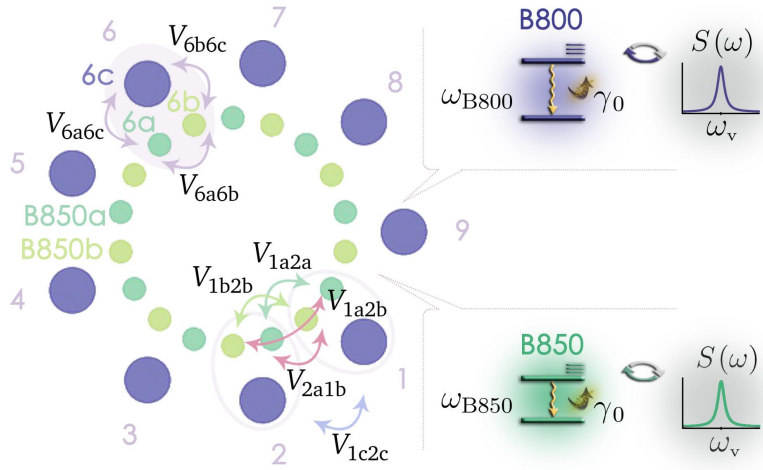 6
7
V6b6c
6c
8
6b
6a
V6a6c
V6a6b
5
B850a
B850b
9
4
V1a2a
V1b2b
V1a2b
V2a1b
1
3
2
V1c2c
B800
ωB800
γ0
S(ω)
ωv
B850
ωB850
γ0
S(ω)
ωv